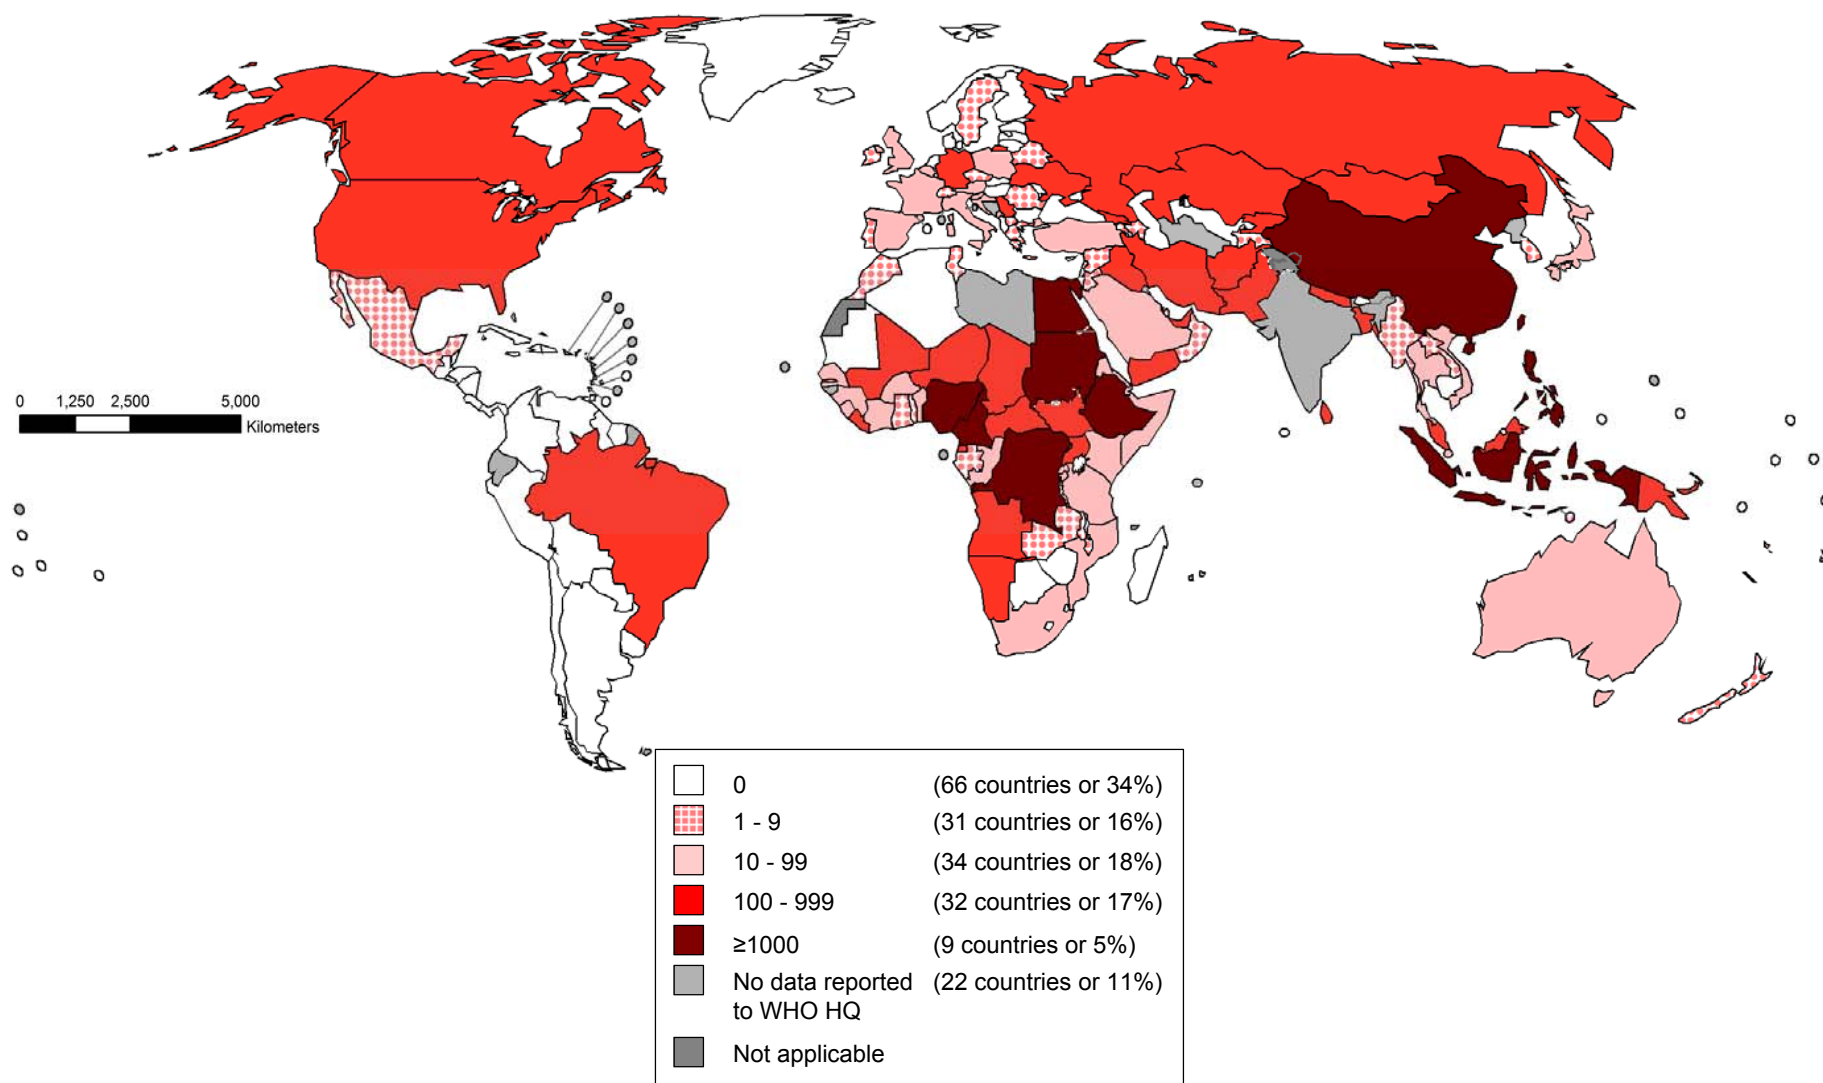 0 1,250 2,500 5,000
Kilometers
0 (66 countries or 34%)
1 - 9 (31 countries or 16%)
10 - 99 (34 countries or 18%)
100 - 999 (32 countries or 17%)
≥1000 (9 countries or 5%)
No data reported (22 countries or 11%)
to WHO HQ
Not applicable